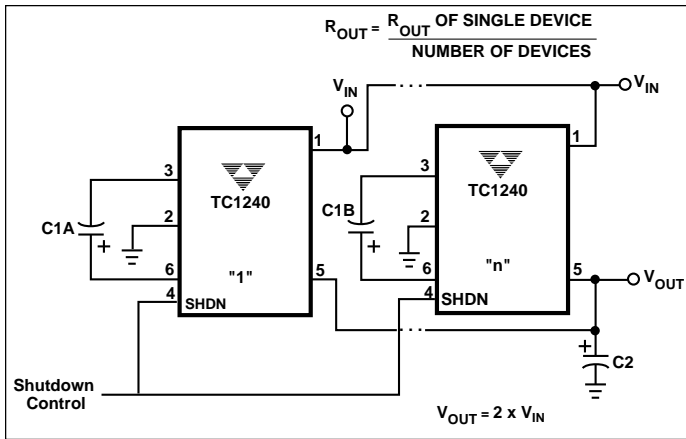 R_OUT = R_OUT OF SINGLE DEVICE
NUMBER OF DEVICES
V_IN
V_IN
1
1
3
3
TC1240
TC1240
C1A
+
2
C1B
+
2
6
"1"
5
6
"n"
5
V_OUT
4
SHDN
4
SHDN
+
C2
Shutdown
Control
V_OUT = 2 x V_IN